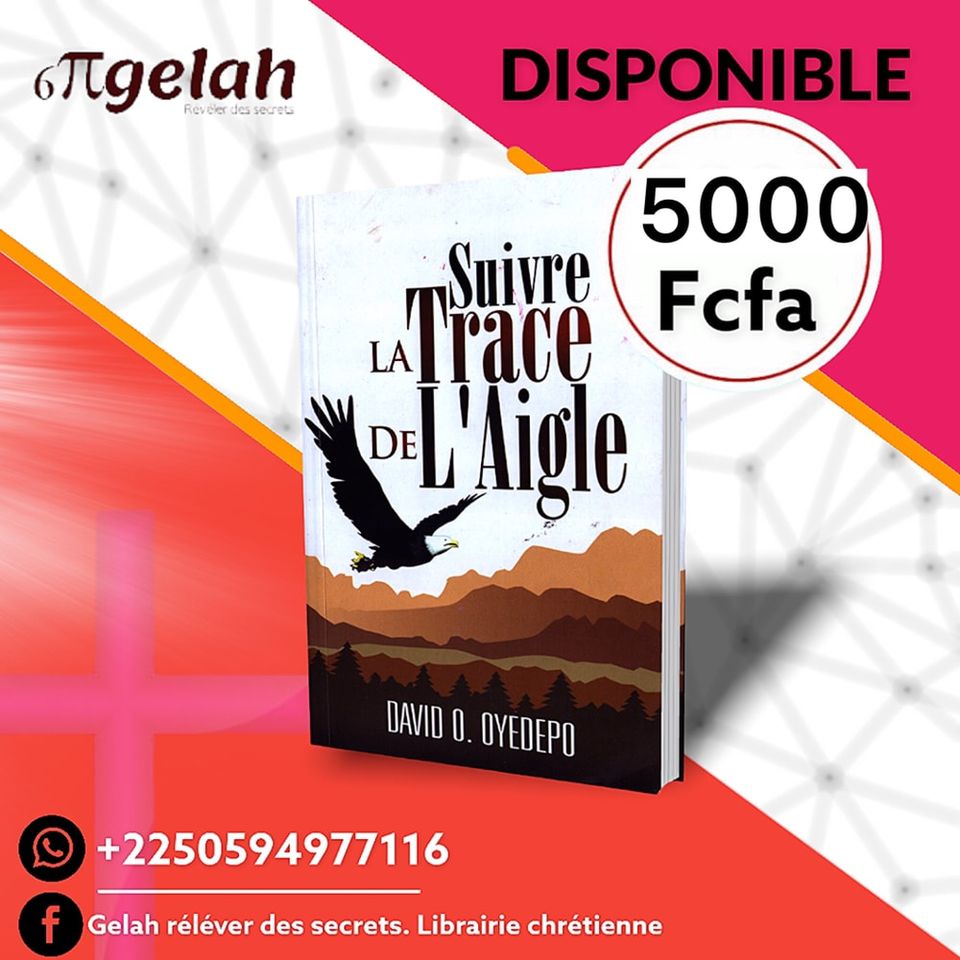 6πgelah
Révéler des secrets
DISPONIBLE
5000
Fcfa
Suivre
LA Trace
DE L'Aigle
DAVID O. OYEDEPO
+2250594977116
Gelah réléver des secrets. Librairie chrétienne